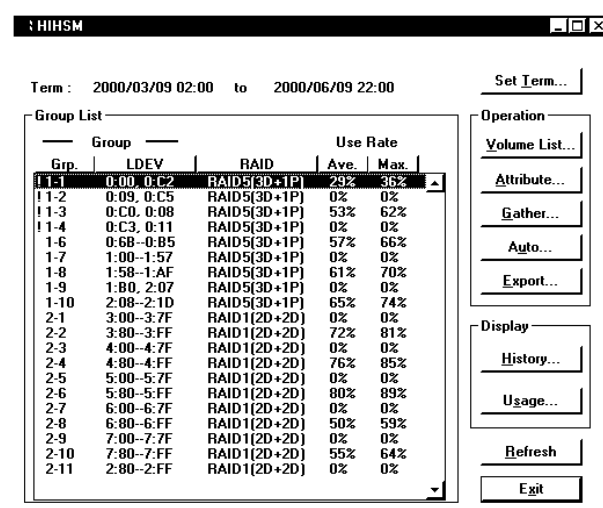 HIHSM
Term : 2000/03/09 02:00 to 2000/06/09 22:00
Set Term...
Group List
Group Use Rate
Grp. LDEV RAID Ave. Max.
! 1-1 0:00, 0:C2 RAID5(3D+1P) 29% 36%
! 1-2 0:09, 0:C5 RAID5(3D+1P) 0% 0%
! 1-3 0:C0, 0:08 RAID5(3D+1P) 53% 62%
! 1-4 0:C3, 0:11 RAID5(3D+1P) 0% 0%
1-6 0:6B--0:B5 RAID5(3D+1P) 57% 66%
1-7 1:00--1:57 RAID5(3D+1P) 0% 0%
1-8 1:58--1:AF RAID5(3D+1P) 61% 70%
1-9 1:B0, 2:07 RAID5(3D+1P) 0% 0%
1-10 2:08--2:1D RAID5(3D+1P) 65% 74%
2-1 3:00--3:7F RAID1(2D+2D) 0% 0%
2-2 3:80--3:FF RAID1(2D+2D) 72% 81%
2-3 4:00--4:7F RAID1(2D+2D) 0% 0%
2-4 4:80--4:FF RAID1(2D+2D) 76% 85%
2-5 5:00--5:7F RAID1(2D+2D) 0% 0%
2-6 5:80--5:FF RAID1(2D+2D) 80% 89%
2-7 6:00--6:7F RAID1(2D+2D) 0% 0%
2-8 6:80--6:FF RAID1(2D+2D) 50% 59%
2-9 7:00--7:7F RAID1(2D+2D) 0% 0%
2-10 7:80--7:FF RAID1(2D+2D) 55% 64%
2-11 2:80--2:FF RAID1(2D+2D) 0% 0%
Operation
Volume List...
Attribute...
Gather...
Auto...
Export...
Display
History...
Usage...
Refresh
Exit